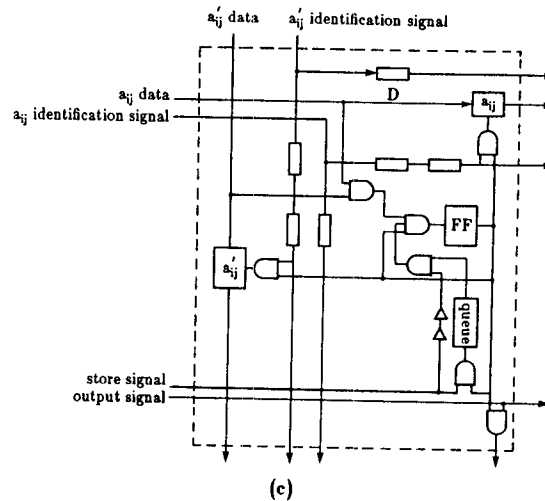 a'ij data
a'ij identification signal
aij data
D
aij
aij identification signal
FF
a'ij
queue
store signal
output signal
(c)